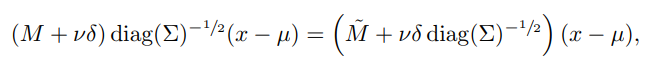 (M + νδ) diag(Σ)^{-1/2}(x − μ) = (M̃ + νδ diag(Σ)^{-1/2}) (x − μ),